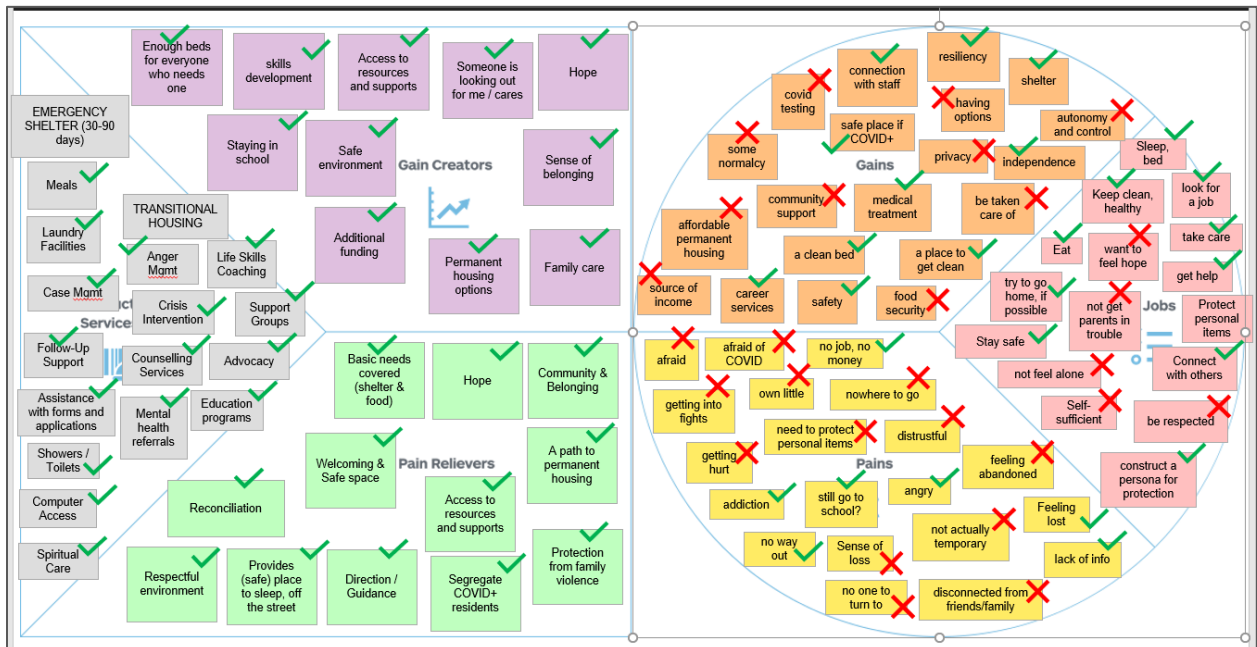 Enough beds
for everyone
who needs
one
skills
development
Access to
resources
and supports
Someone is
looking out
for me / cares
Hope
EMERGENCY
SHELTER (30-90
days)
Staying in
school
Safe
environment
Gain Creators
Sense of
belonging
Additional
funding
Permanent
housing
options
Family care
Meals
TRANSITIONAL
HOUSING
Laundry
Facilities
Anger
Mgmt
Life Skills
Coaching
Case Mgmt
Crisis
Intervention
Support
Groups
uct
Services
Follow-Up
Support
Counselling
Services
Advocacy
Assistance
with forms and
applications
Mental
health
referrals
Education
programs
Showers /
Toilets
Computer
Access
Spiritual
Care
Basic needs
covered
(shelter &
food)
Hope
Community &
Belonging
Welcoming &
Safe space
Pain Relievers
A path to
permanent
housing
Reconciliation
Access to
resources
and supports
Respectful
environment
Provides
(safe) place
to sleep, off
the street
Direction /
Guidance
Segregate
COVID+
residents
Protection
from family
violence
resiliency
connection
with staff
shelter
covid
testing
having
options
safe place if
COVID+
autonomy
and control
some
normalcy
Gains
privacy
independence
community
support
medical
treatment
be taken
care of
affordable
permanent
housing
a clean bed
a place to
get clean
source of
income
career
services
safety
food
security
Sleep,
bed
Keep clean,
healthy
look for
a job
Eat
want to
feel hope
take care
get help
try to go
home, if
possible
not get
parents in
trouble
Jobs
Protect
personal
items
Stay safe
not feel alone
Connect
with others
Self-
sufficient
be respected
construct a
persona for
protection
afraid
afraid of
COVID
no job, no
money
getting into
fights
own little
nowhere to go
need to protect
personal items
distrustful
getting
hurt
Pains
feeling
abandoned
addiction
still go to
school?
angry
not actually
temporary
Feeling
lost
no way
out
Sense of
loss
lack of info
no one to
turn to
disconnected from
friends/family